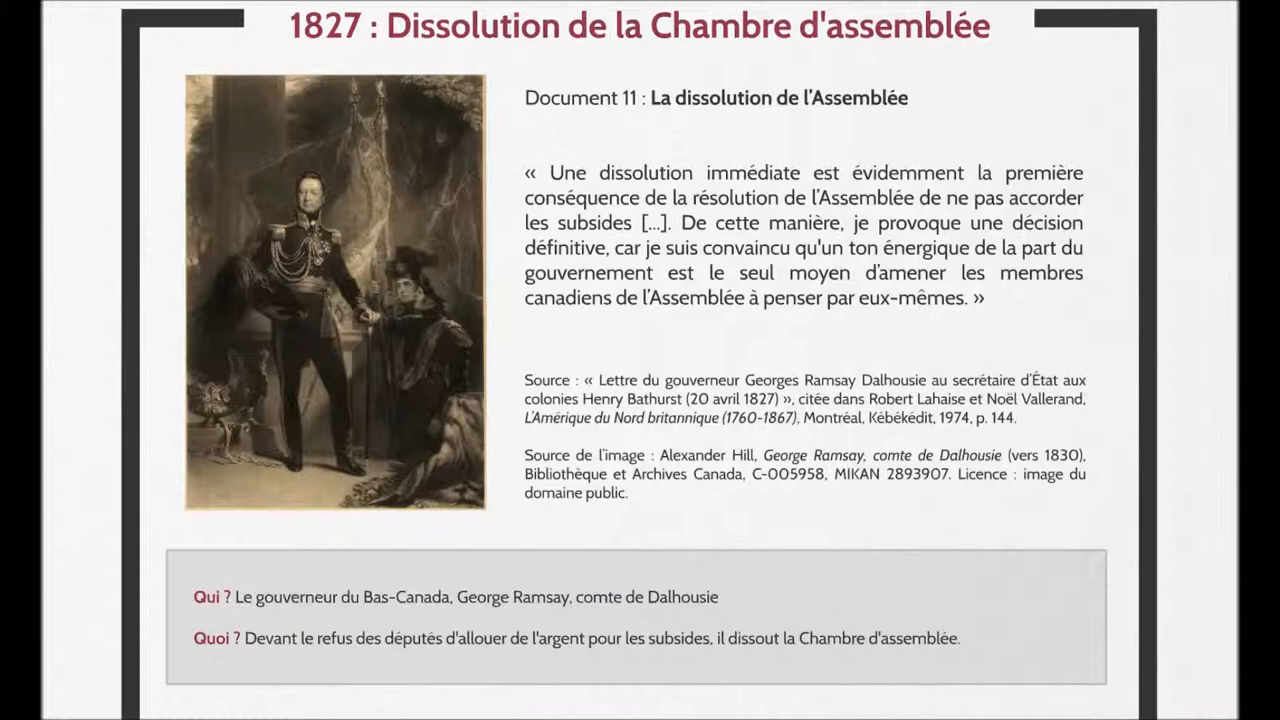 1827 : Dissolution de la Chambre d'assemblée
Document 11 : La dissolution de l'Assemblée
« Une dissolution immédiate est évidemment la première
conséquence de la résolution de l'Assemblée de ne pas accorder
les subsides [...]. De cette manière, je provoque une décision
définitive, car je suis convaincu qu'un ton énergique de la part du
gouvernement est le seul moyen d'amener les membres
canadiens de l'Assemblée à penser par eux-mêmes. »
Source : « Lettre du gouverneur Georges Ramsay Dalhousie au secrétaire d'État aux
colonies Henry Bathurst (20 avril 1827) », citée dans Robert Lahaise et Noël Vallerand,
L'Amérique du Nord britannique (1760-1867), Montréal, Kébékédit, 1974, p. 144.
Source de l'image : Alexander Hill, George Ramsay, comte de Dalhousie (vers 1830),
Bibliothèque et Archives Canada, C-005958, MIKAN 2893907. Licence : image du
domaine public.
Qui ? Le gouverneur du Bas-Canada, George Ramsay, comte de Dalhousie
Quoi ? Devant le refus des députés d'allouer de l'argent pour les subsides, il dissout la Chambre d'assemblée.